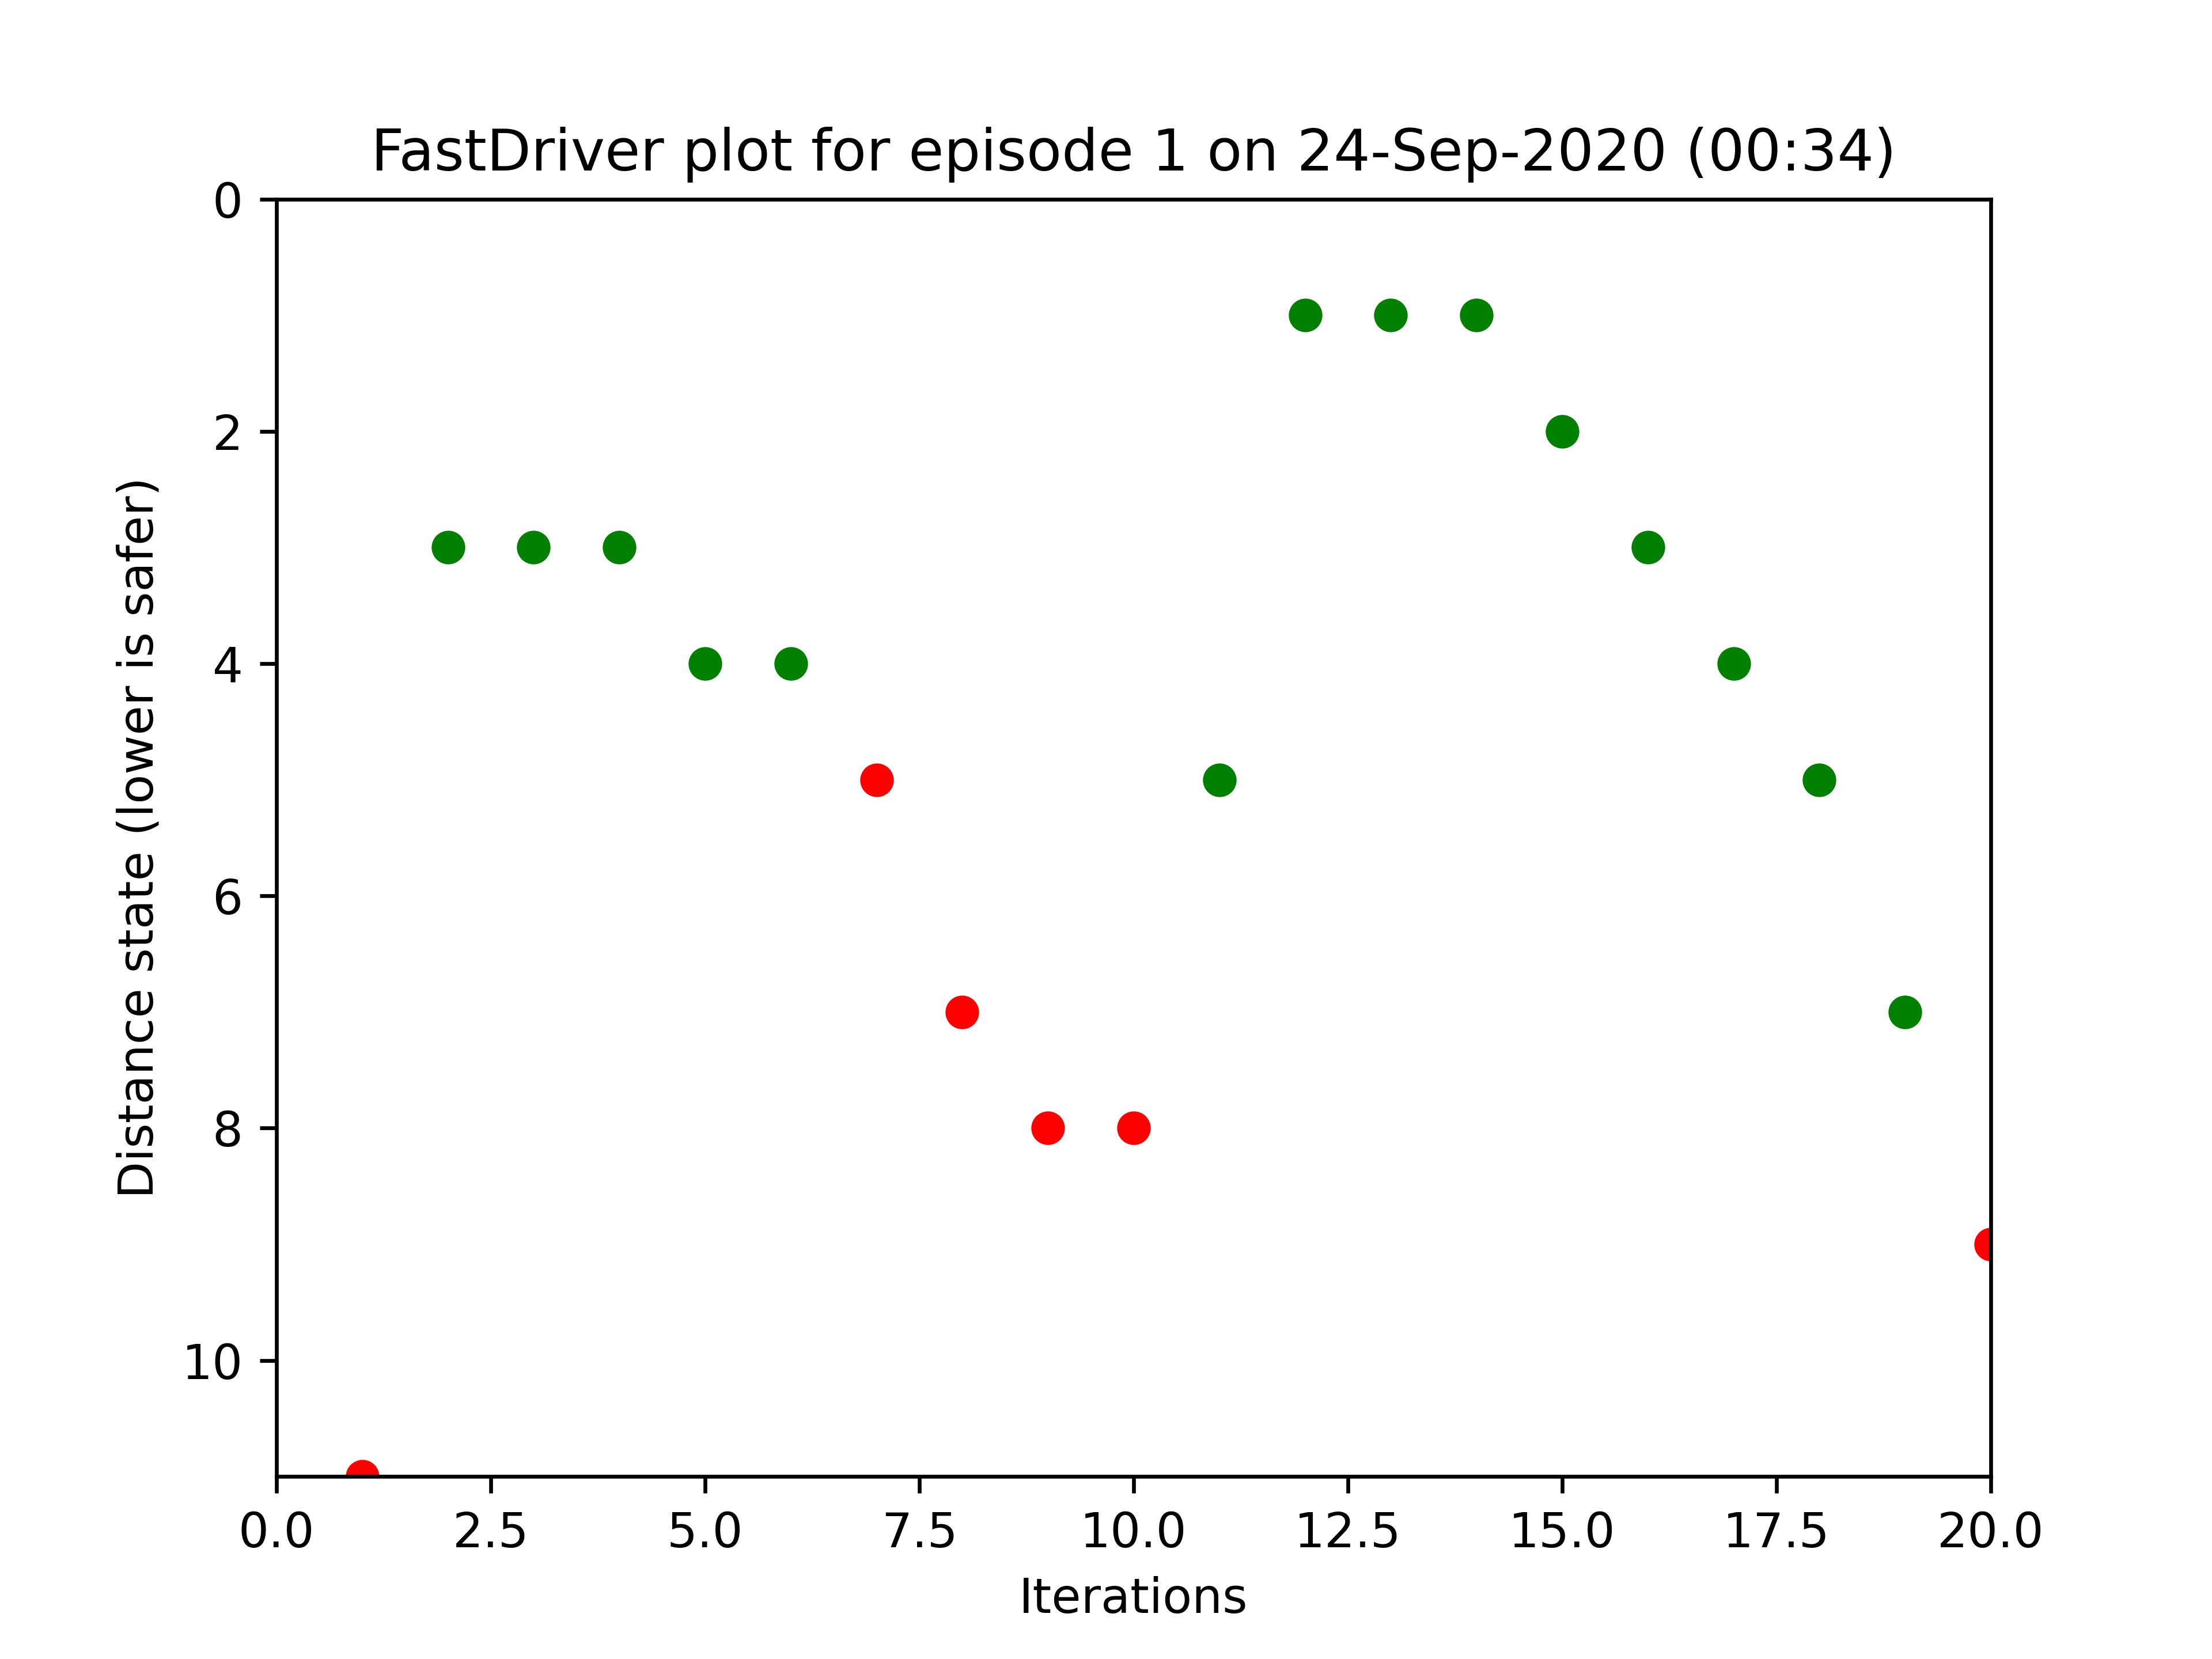 FastDriver plot for episode 1 on 24-Sep-2020 (00:34)
0
2
4
6
8
10
Distance state (lower is safer)
0.0 2.5 5.0 7.5 10.0 12.5 15.0 17.5 20.0
Iterations